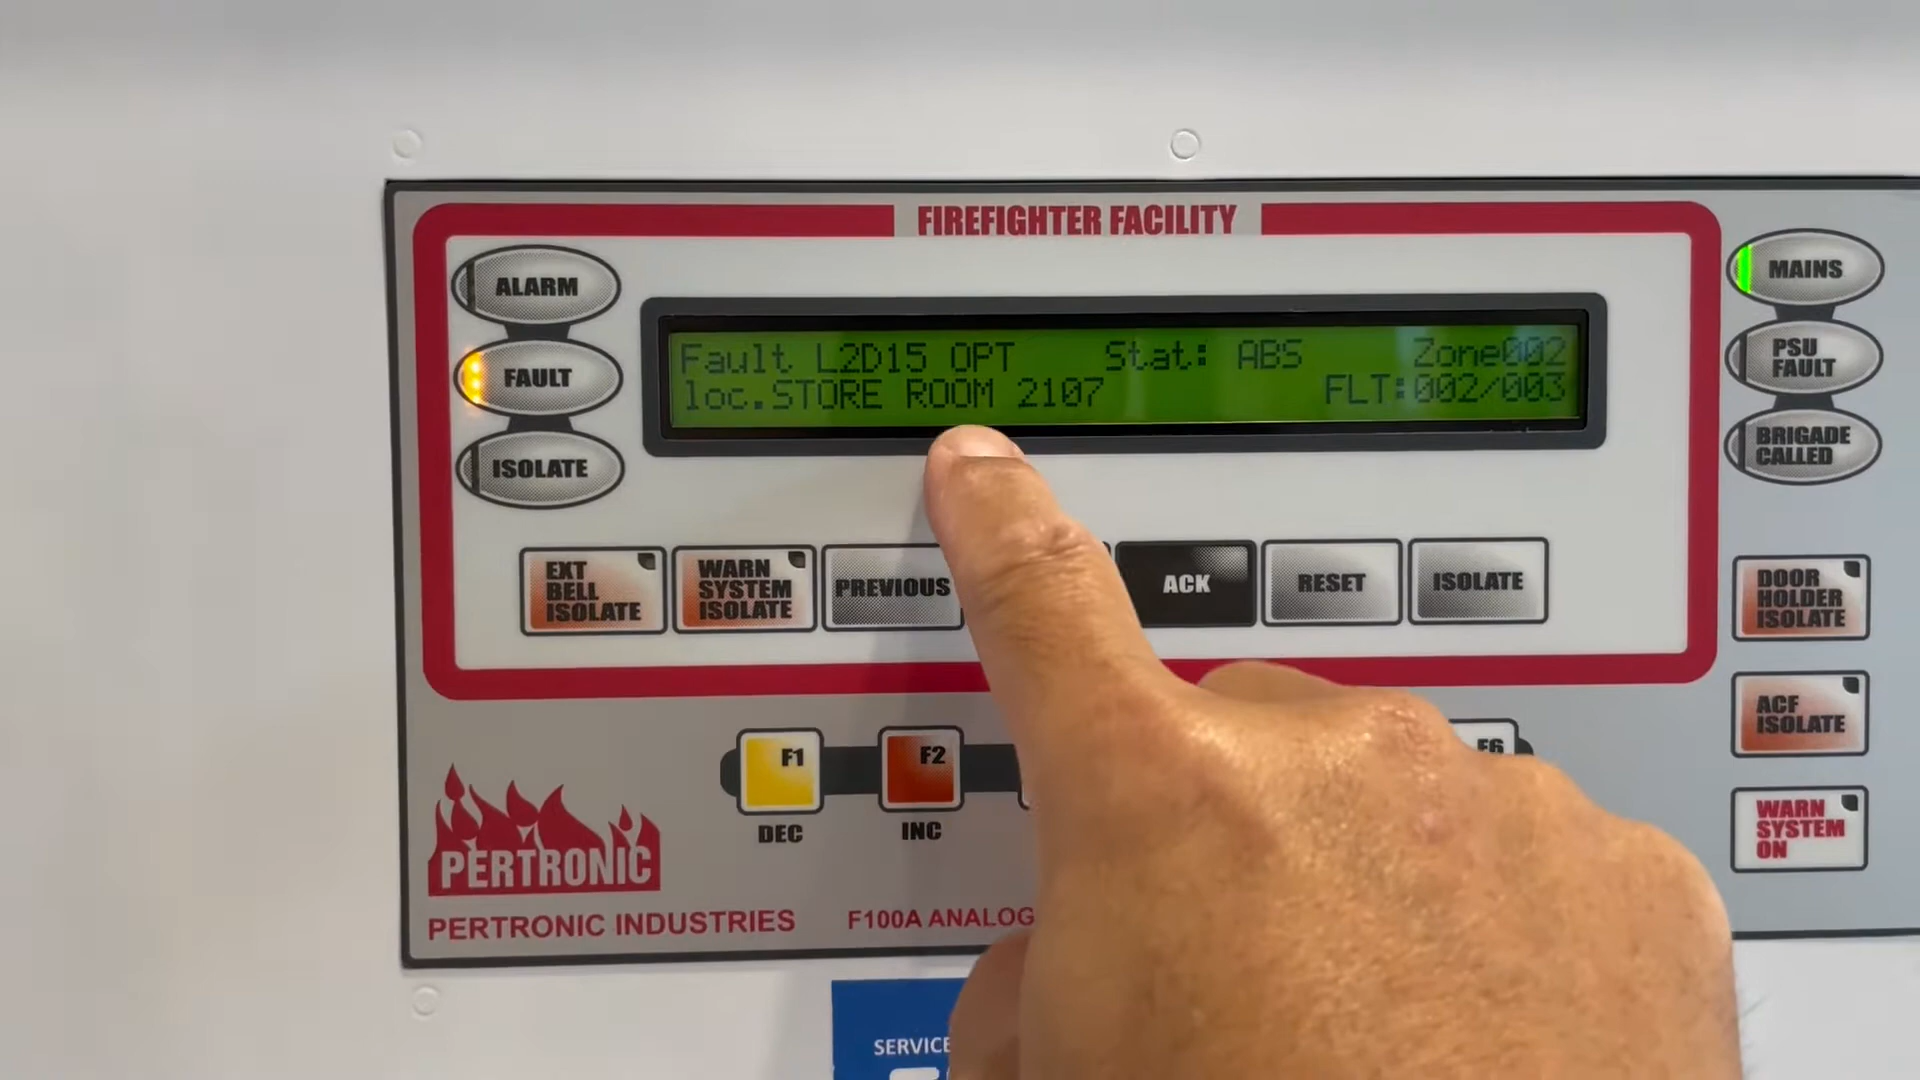 FIREFIGHTER FACILITY
ALARM
FAULT
ISOLATE
Fault L2D15 OPT Stat: ABS Zone002
loc.STORE ROOM 2107 FLT:002/003
MAINS
PSU
FAULT
BRIGADE
CALLED
EXT
BELL
ISOLATE
WARN
SYSTEM
ISOLATE
PREVIOUS
ACK
RESET
ISOLATE
DOOR
HOLDER
ISOLATE
ACF
ISOLATE
WARN
SYSTEM
ON
F1
DEC
F2
INC
F6
PERTRONIC
PERTRONIC INDUSTRIES
F100A ANALOG
SERVICE